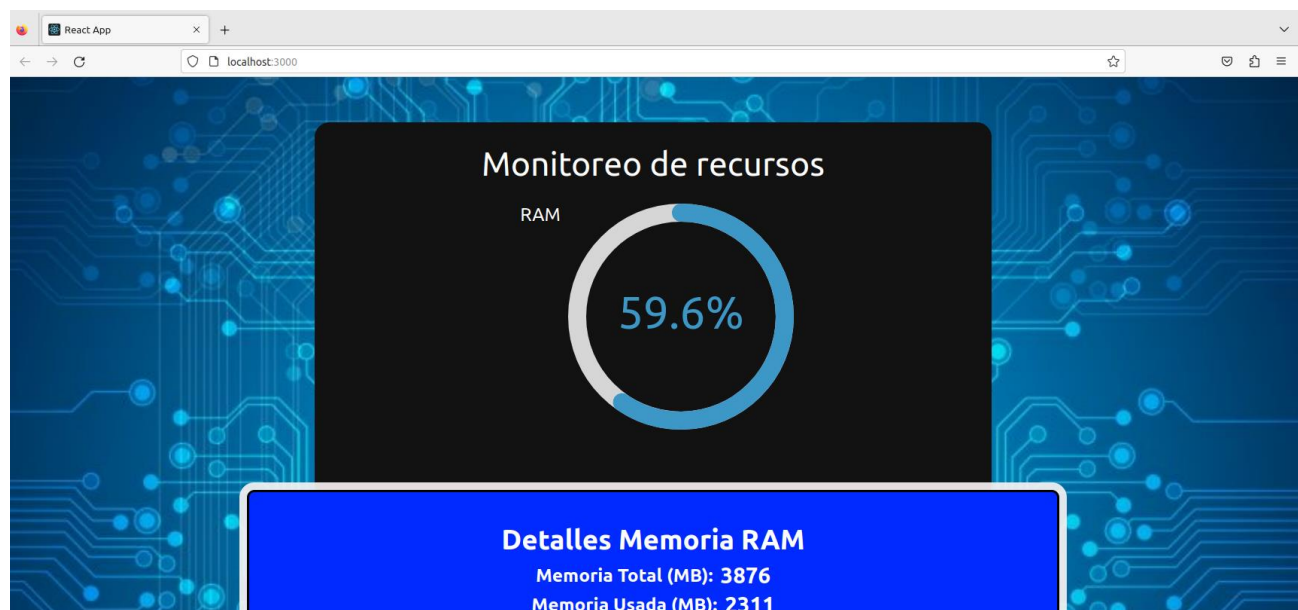 React App
localhost:3000
Monitoreo de recursos
RAM
59.6%
Detalles Memoria RAM
Memoria Total (MB): 3876
Memoria Usada (MB): 2311